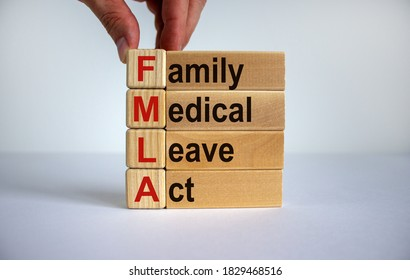 Family
Medical
Leave
Act
shutterstock.com · 1829468516